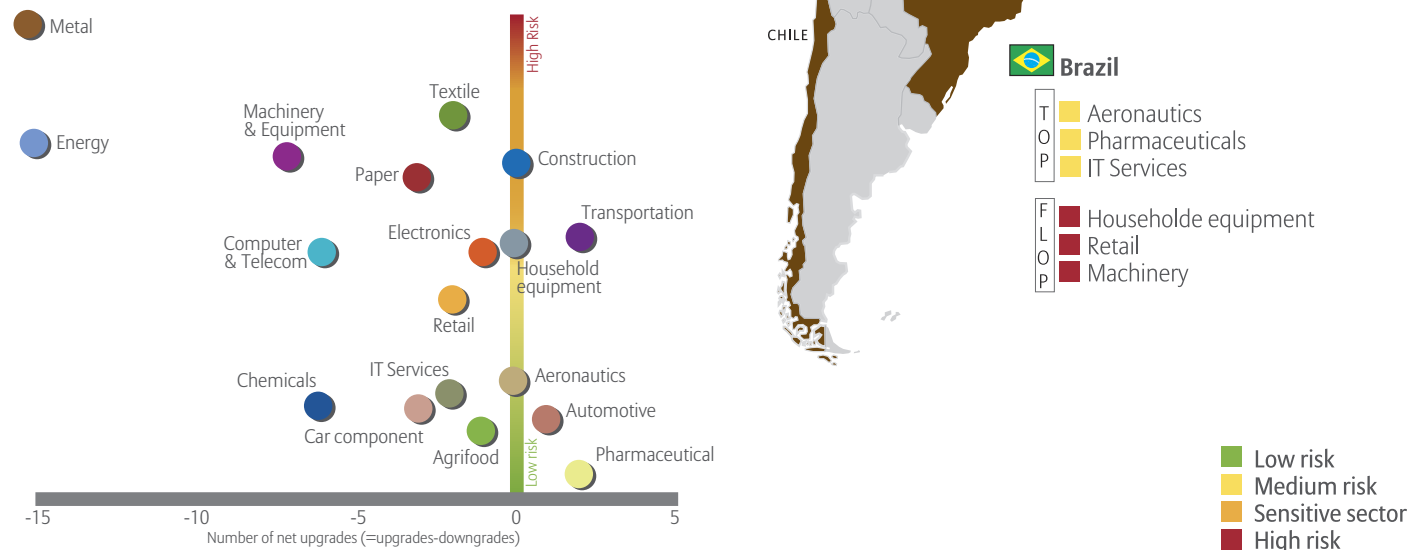 Metal
High Risk
Textile
Machinery
& Equipment
Energy
Construction
Paper
Transportation
Electronics
Computer
& Telecom
Household
equipment
Retail
IT Services
Chemicals
Aeronautics
Automotive
Car component
Agrifood
Pharmaceutical
Low risk
-15
-10
-5
0
5
Number of net upgrades (=upgrades-downgrades)
CHILE
Brazil
TOP
Aeronautics
Pharmaceuticals
IT Services
FLOP
Householde equipment
Retail
Machinery
Low risk
Medium risk
Sensitive sector
High risk